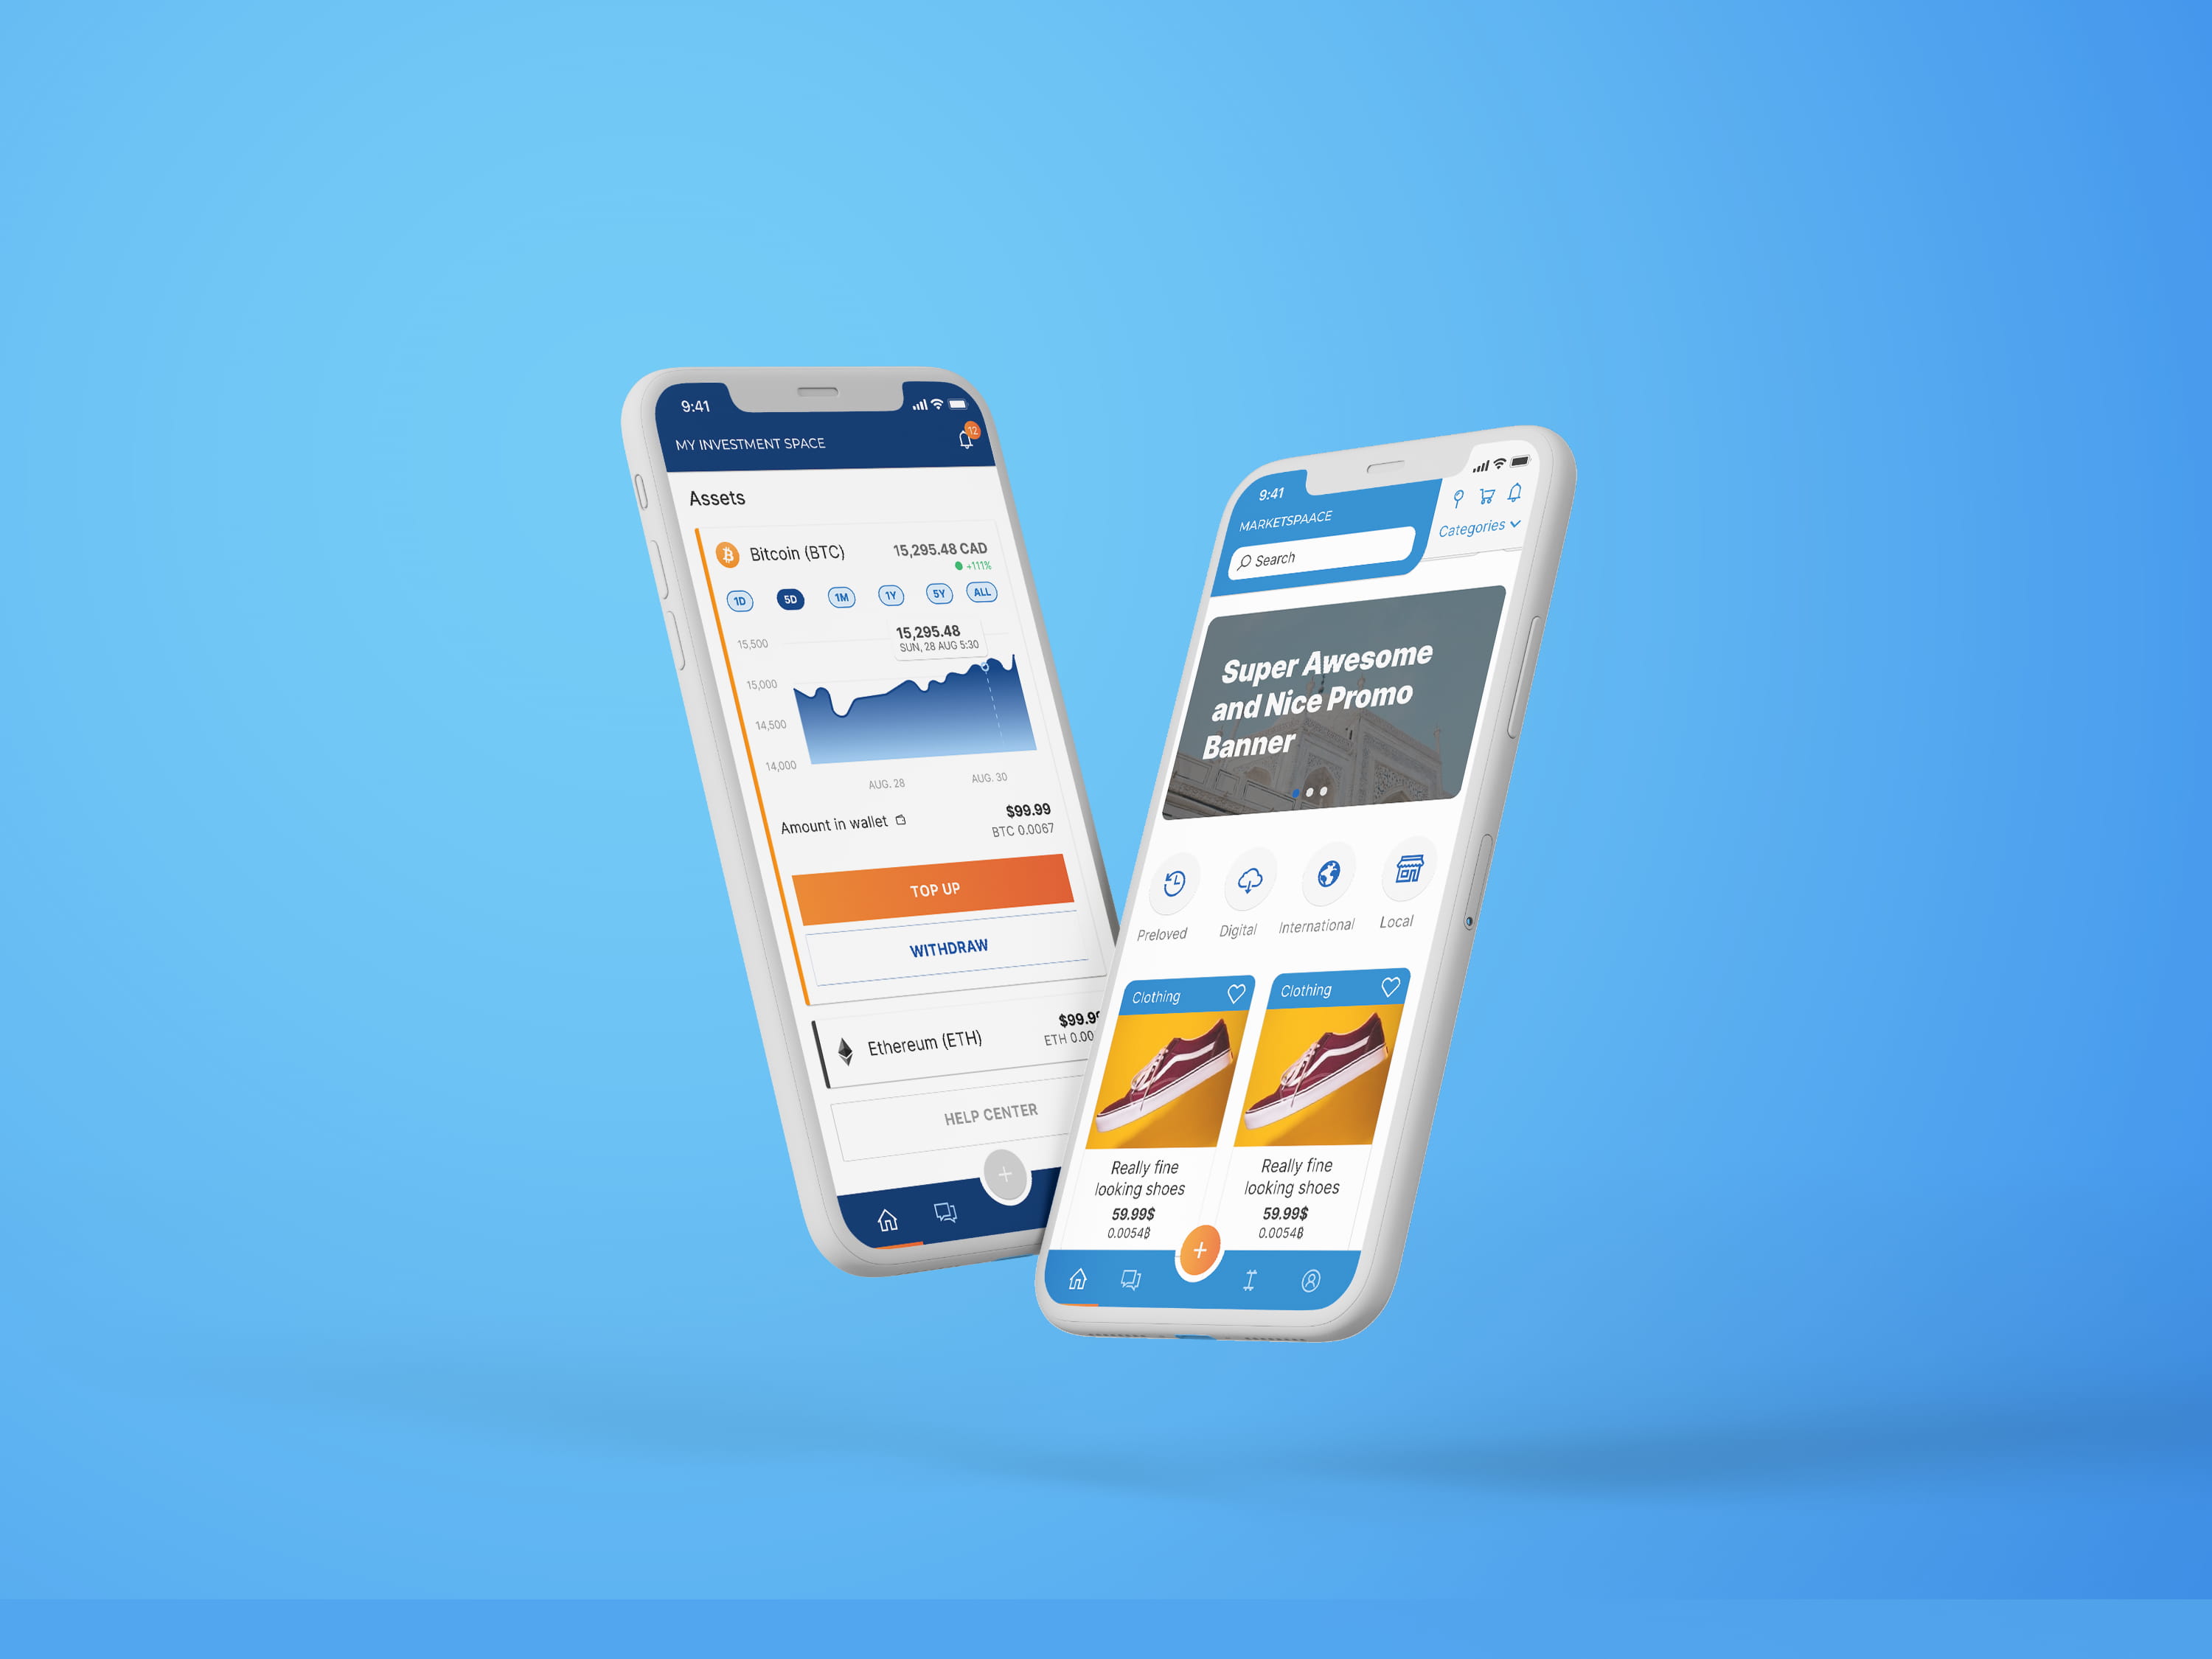 9:41
MY INVESTMENT SPACE
12
Assets
Bitcoin (BTC)
15,295.48 CAD
+111%
1D 5D 1M 1Y 5Y ALL
15,295.48
SUN, 28 AUG 5:30
15,500
15,000
14,500
14,000
AUG. 28 AUG. 30
Amount in wallet
$99.99
BTC 0.0067
TOP UP
WITHDRAW
Ethereum (ETH)
$99.99
ETH 0.00
HELP CENTER
9:41
MARKETSPAACE
Categories
Search
Super Awesome
and Nice Promo
Banner
Preloved Digital International Local
Clothing
Really fine
looking shoes
59.99$
0.0054₿
Clothing
Really fine
looking shoes
59.99$
0.0054₿